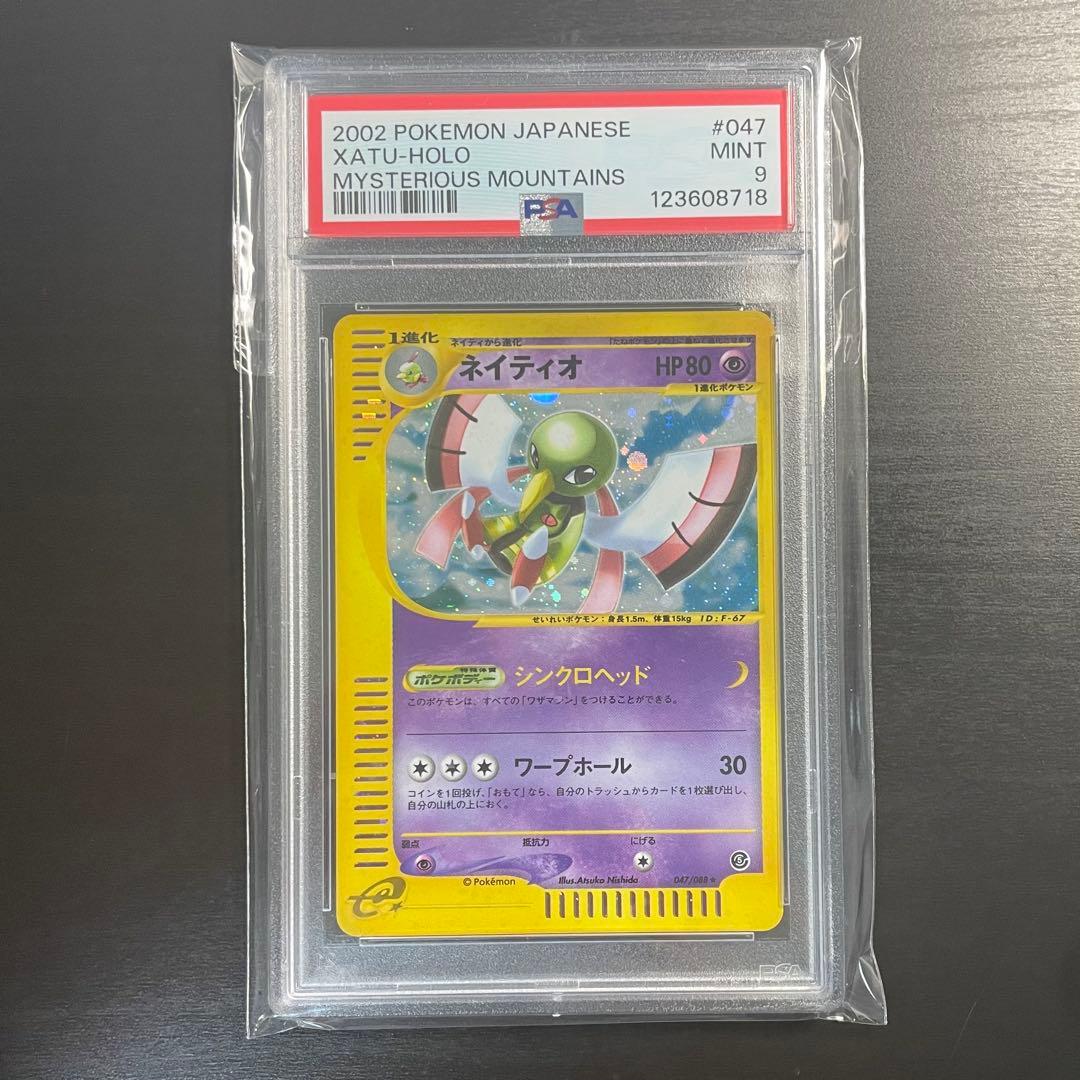 2002 POKEMON JAPANESE #047
XATU-HOLO MINT
MYSTERIOUS MOUNTAINS 9
PSA 123608718
1進化
ネイティから進化
ネイティオ HP80
1進化ポケモン
せいれいポケモン：身長1.5m、体重15kg ID：F-67
特殊体質
ポケボディー シンクロヘッド
このポケモンは、すべての「ワザマシン」をつけることができる。
ワープホール 30
コインを1回投げ、「おもて」なら、自分のトラッシュからカードを1枚選び出し、
自分の山札の上におく。
弱点 抵抗力 にげる
©Pokémon Illus.Atsuko Nishida 047/088★
e
PSA